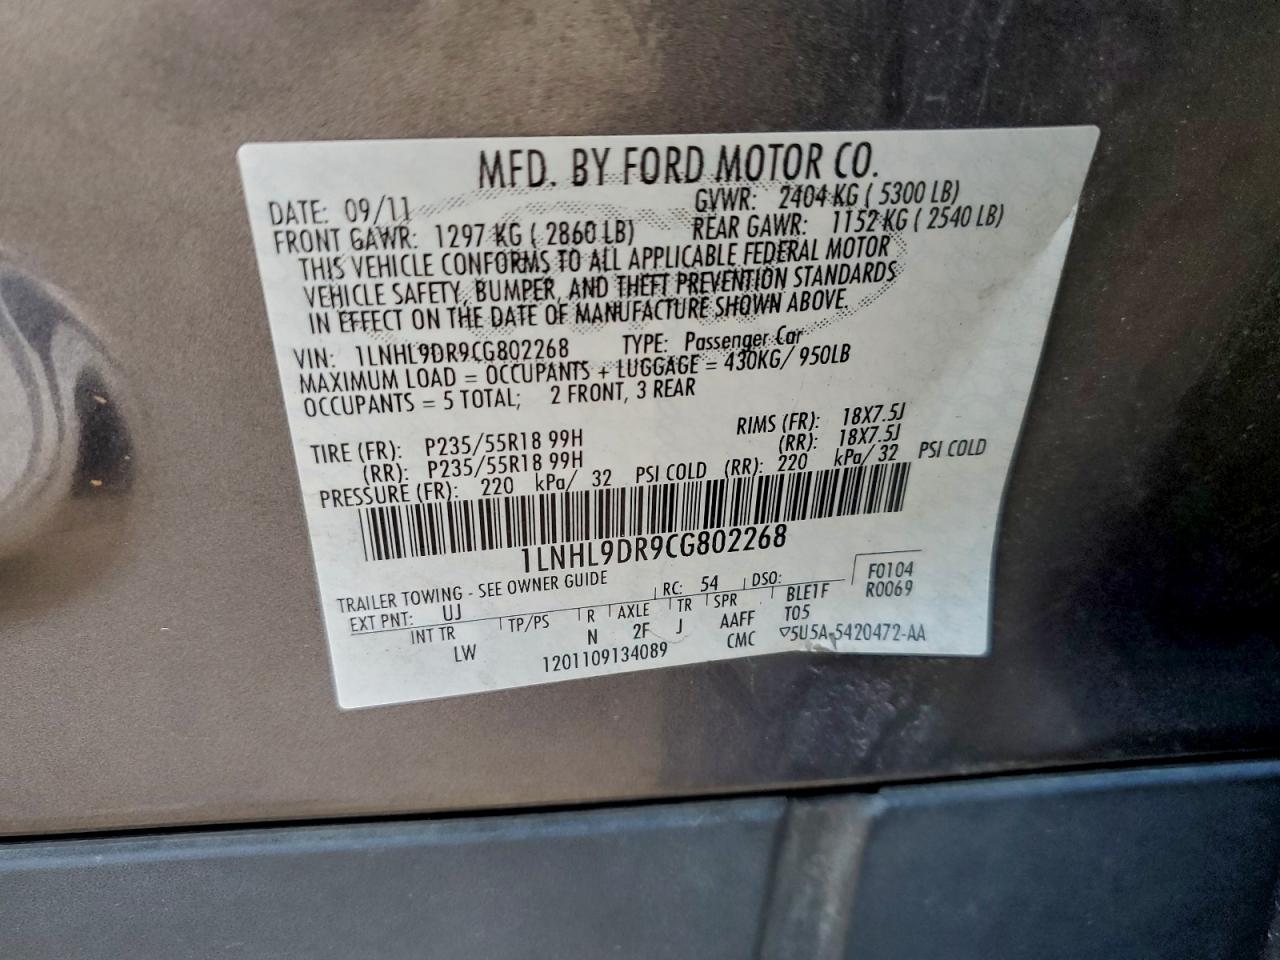 MFD. BY FORD MOTOR CO.
DATE: 09/11 GVWR: 2404 KG ( 5300 LB)
FRONT GAWR: 1297 KG ( 2860 LB) REAR GAWR: 1152 KG ( 2540 LB)
THIS VEHICLE CONFORMS TO ALL APPLICABLE FEDERAL MOTOR
VEHICLE SAFETY, BUMPER, AND THEFT PREVENTION STANDARDS
IN EFFECT ON THE DATE OF MANUFACTURE SHOWN ABOVE.
VIN: 1LNHL9DR9CG802268 TYPE: Passenger Car
MAXIMUM LOAD = OCCUPANTS + LUGGAGE = 430KG/ 950LB
OCCUPANTS = 5 TOTAL; 2 FRONT, 3 REAR
TIRE (FR): P235/55R18 99H RIMS (FR): 18X7.5J
(RR): P235/55R18 99H (RR): 18X7.5J
PRESSURE (FR): 220 kPa/ 32 PSI COLD (RR): 220 kPa/ 32 PSI COLD
1LNHL9DR9CG802268
TRAILER TOWING - SEE OWNER GUIDE
EXT PNT: UJ RC: 54 DSO: F0104
INT TR TP/PS R AXLE TR SPR BLE1F R0069
LW N 2F J AAFF T05
1201109134089 CMC ▽5U5A-5420472-AA